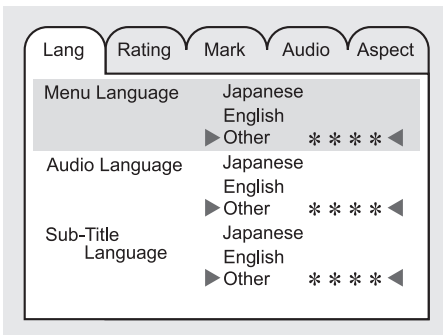 Lang Rating Mark Audio Aspect
Menu Language Japanese
English
▶Other ＊＊＊＊◀
Audio Language Japanese
English
▶Other ＊＊＊＊◀
Sub-Title Japanese
Language English
▶Other ＊＊＊＊◀